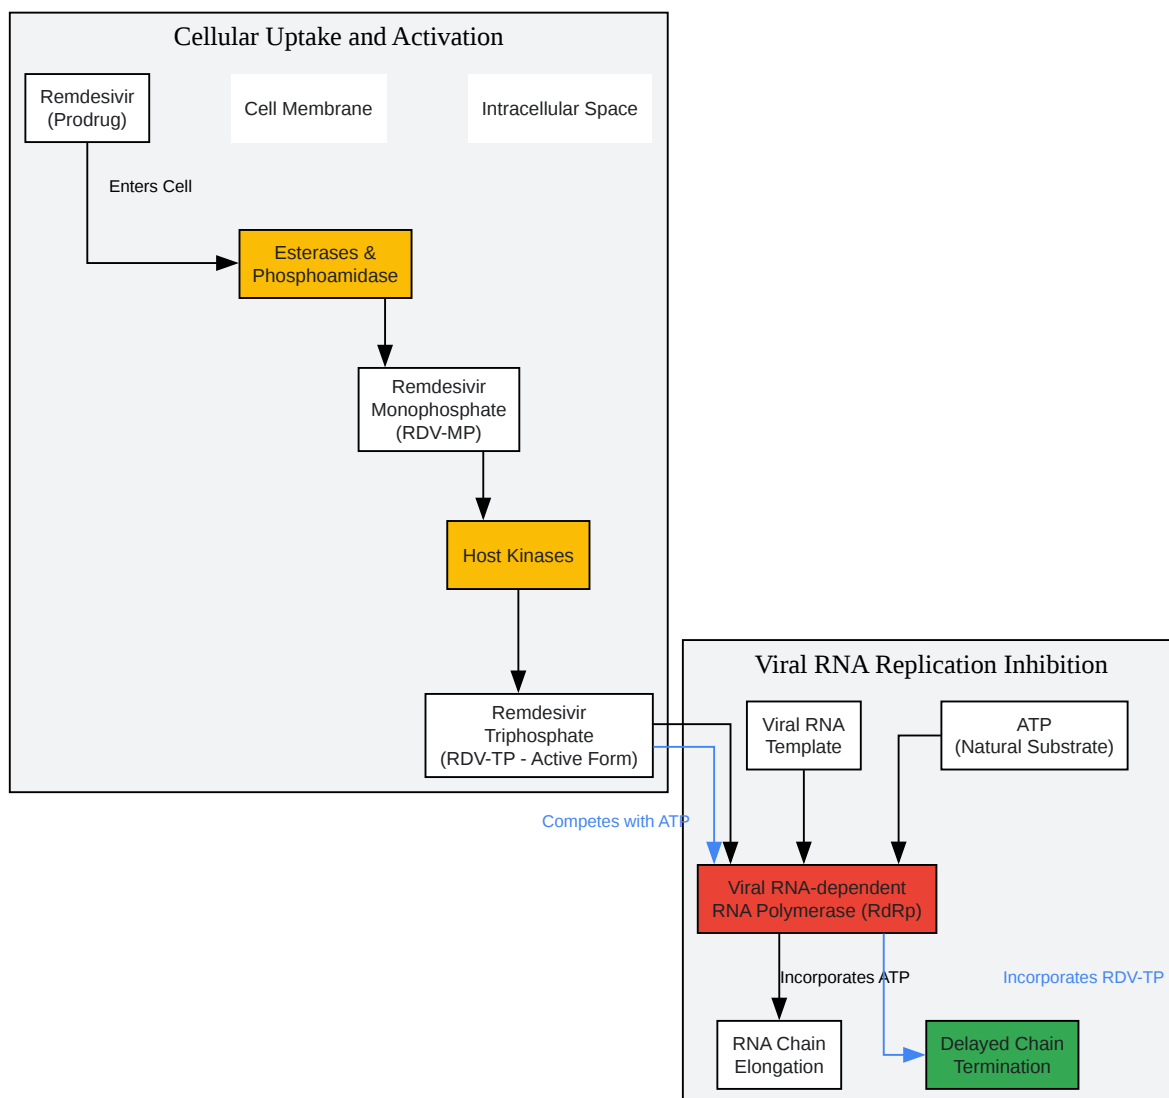 Cellular Uptake and Activation
Remdesivir
(Prodrug)
Cell Membrane
Intracellular Space
Enters Cell
Esterases &
Phosphoamidase
Remdesivir
Monophosphate
(RDV-MP)
Host Kinases
Remdesivir
Triphosphate
(RDV-TP - Active Form)
Viral RNA Replication Inhibition
Viral RNA
Template
ATP
(Natural Substrate)
Competes with ATP
Viral RNA-dependent
RNA Polymerase (RdRp)
Incorporates ATP
Incorporates RDV-TP
RNA Chain
Elongation
Delayed Chain
Termination